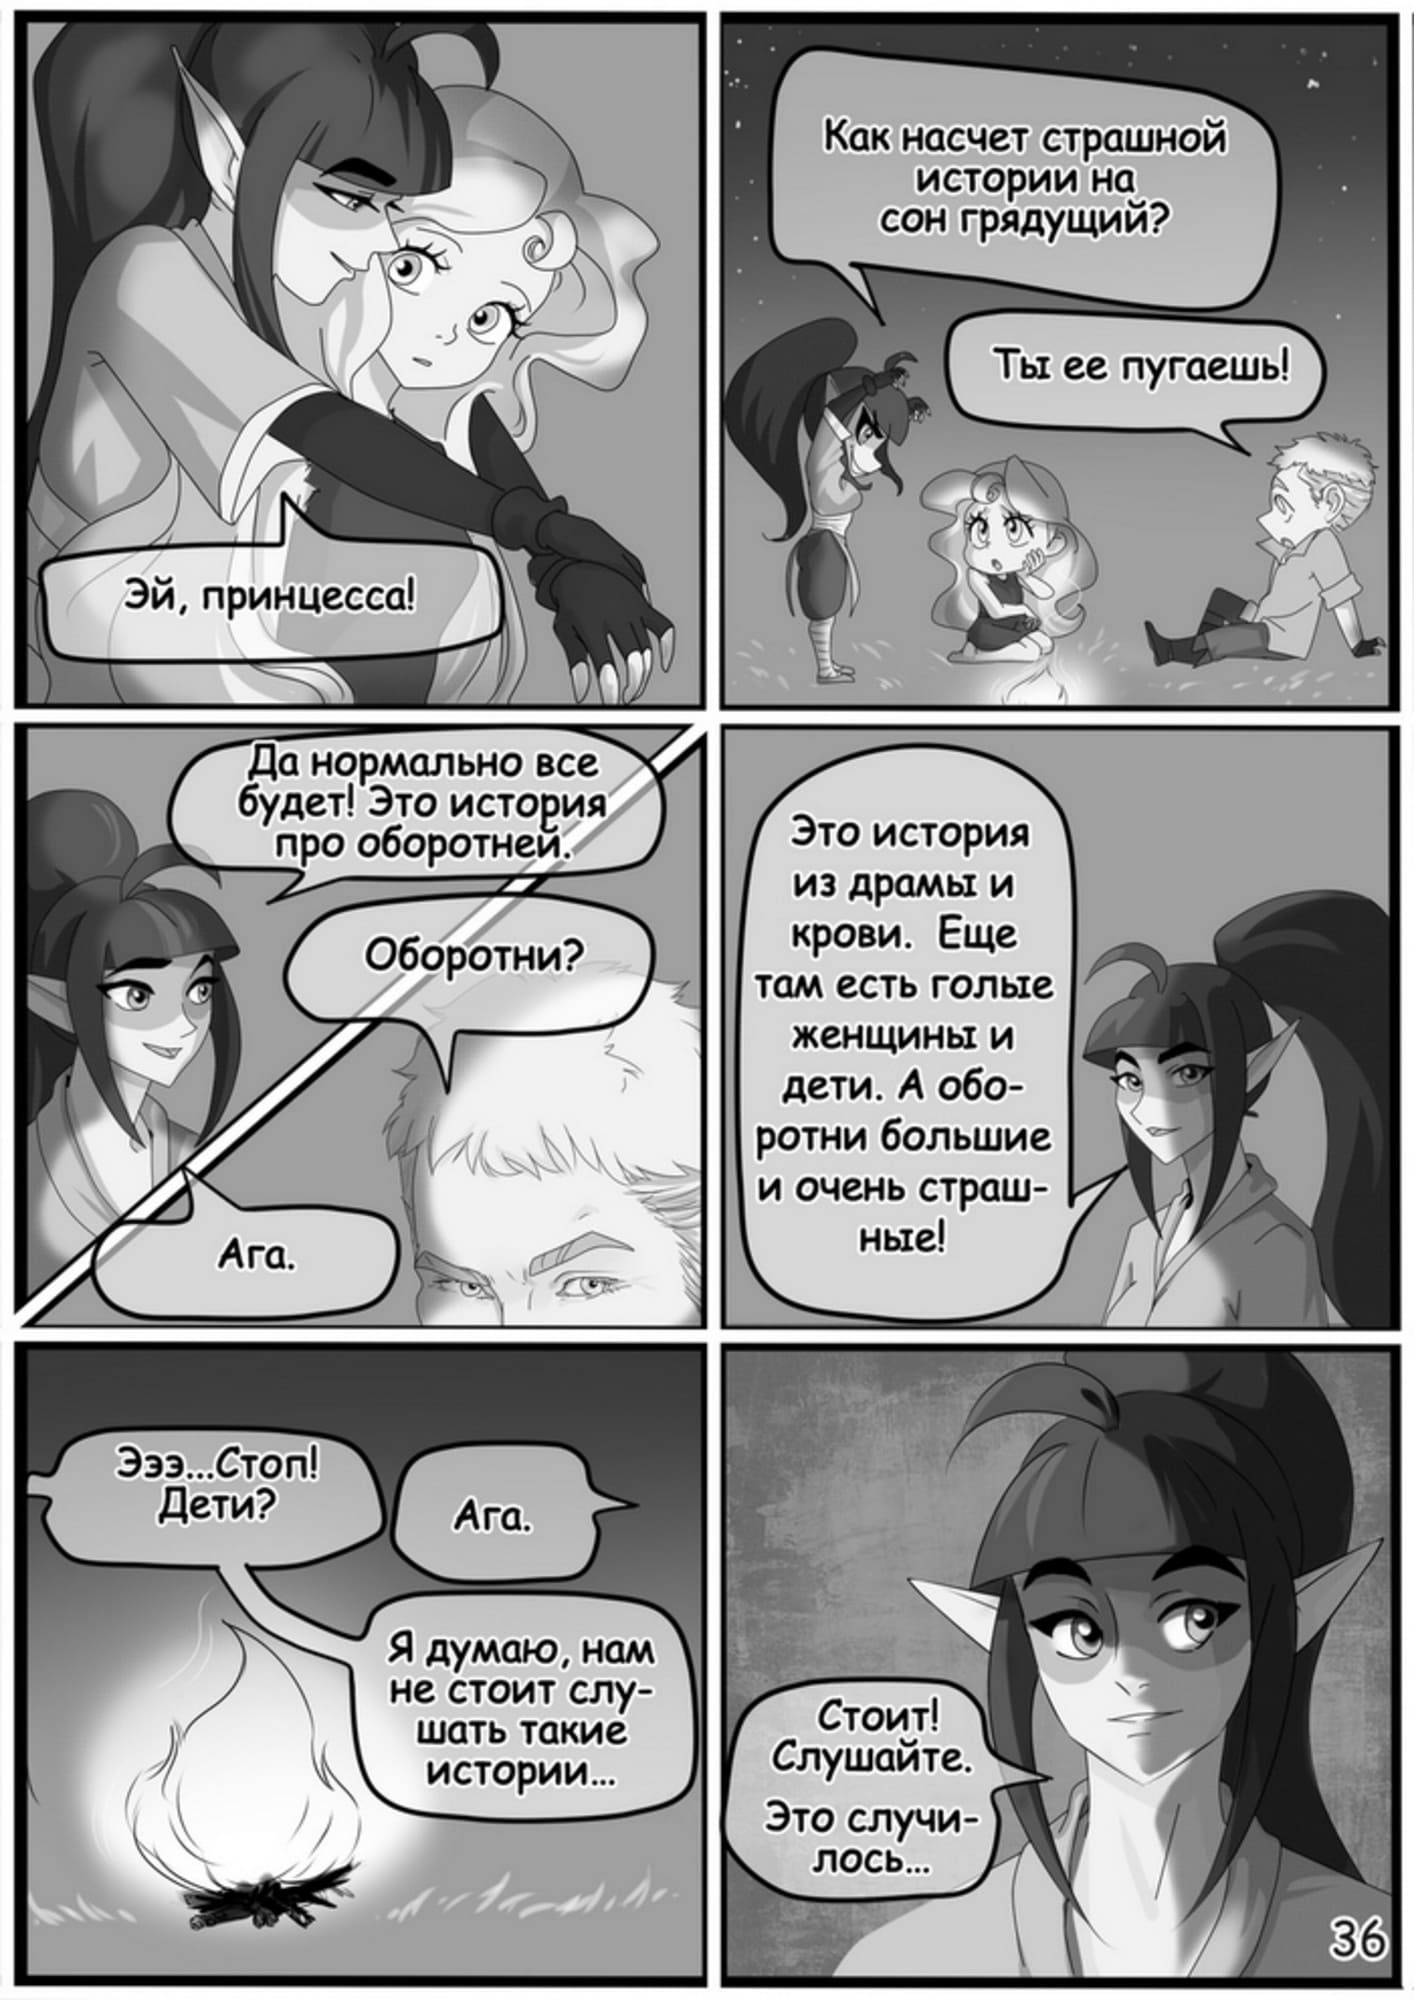 Эй, принцесса!
Как насчет страшной
истории на
сон грядущий?
Ты ее пугаешь!
Да нормально все
будет! Это история
про оборотней.
Оборотни?
Ага.
Это история
из драмы и
крови. Еще
там есть голые
женщины и
дети. А обо-
ротни большие
и очень страш-
ные!
Эээ...Стоп!
Дети?
Ага.
Я думаю, нам
не стоит слу-
шать такие
истории...
Стоит!
Слушайте.
Это случи-
лось...
36